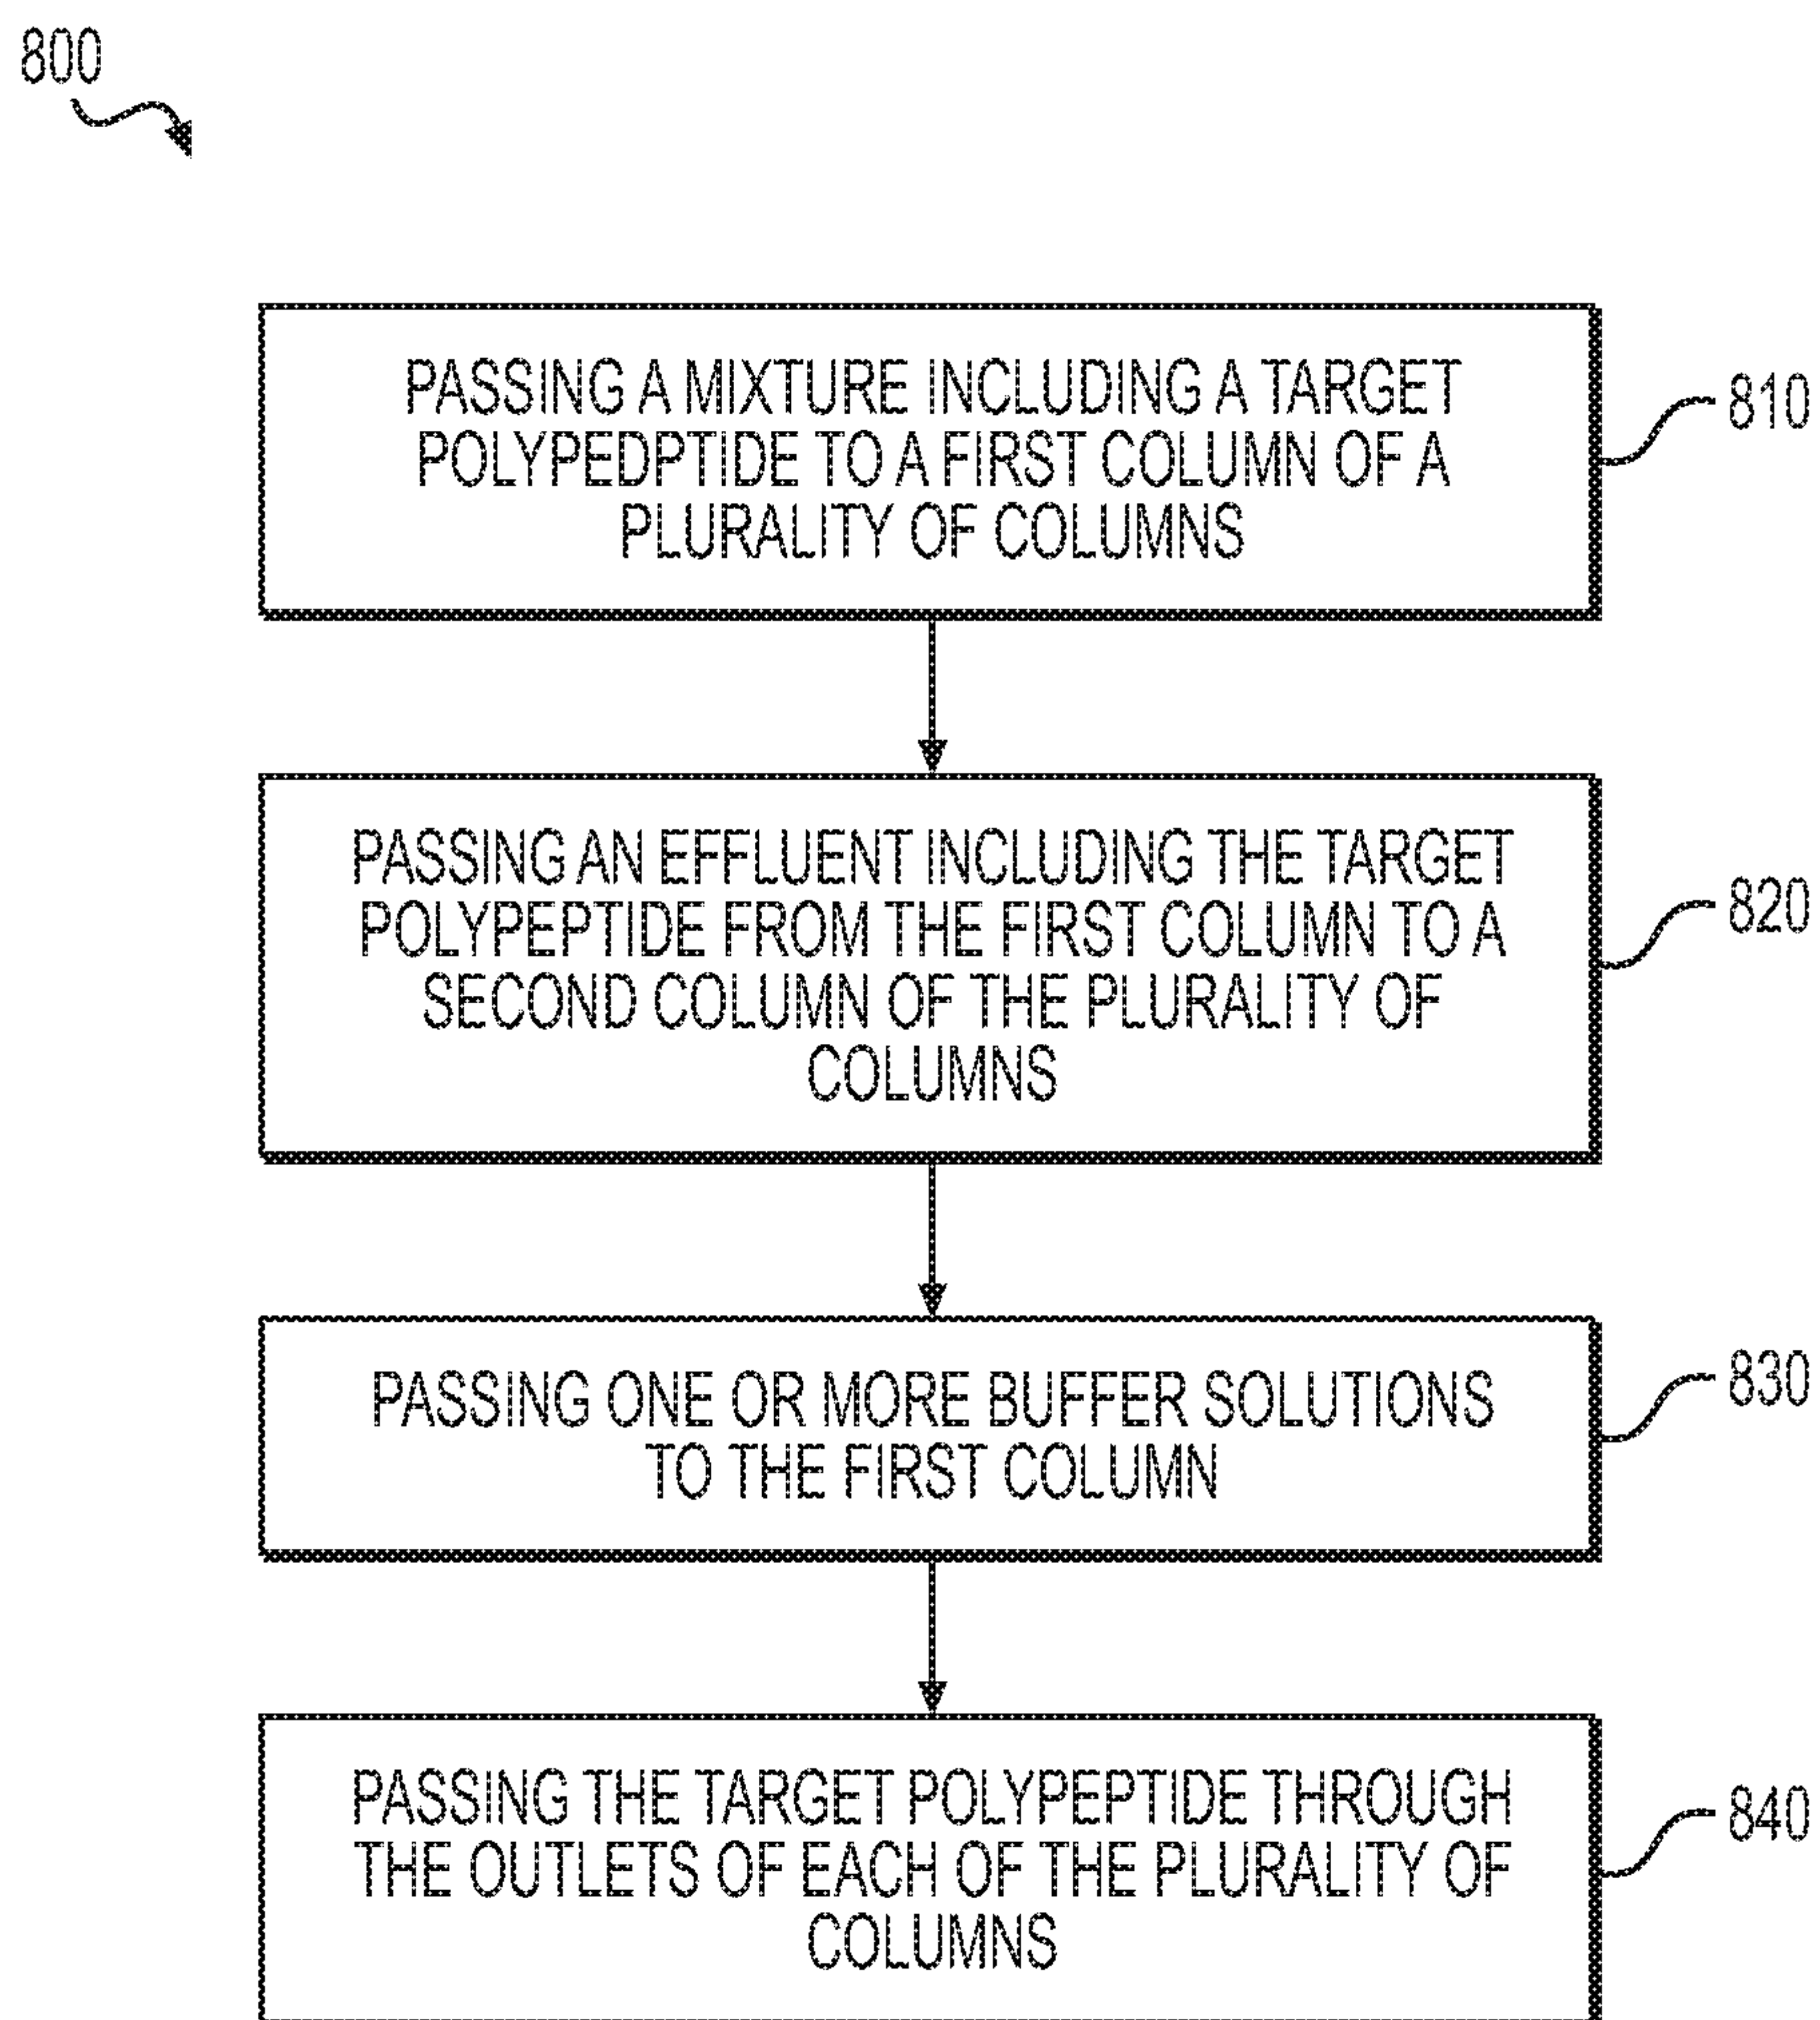 800
PASSING A MIXTURE INCLUDING A TARGET
POLYPEDPTIDE TO A FIRST COLUMN OF A
PLURALITY OF COLUMNS
810
PASSING AN EFFLUENT INCLUDING THE TARGET
POLYPEPTIDE FROM THE FIRST COLUMN TO A
SECOND COLUMN OF THE PLURALITY OF
COLUMNS
820
PASSING ONE OR MORE BUFFER SOLUTIONS
TO THE FIRST COLUMN
830
PASSING THE TARGET POLYPEPTIDE THROUGH
THE OUTLETS OF EACH OF THE PLURALITY OF
COLUMNS
840